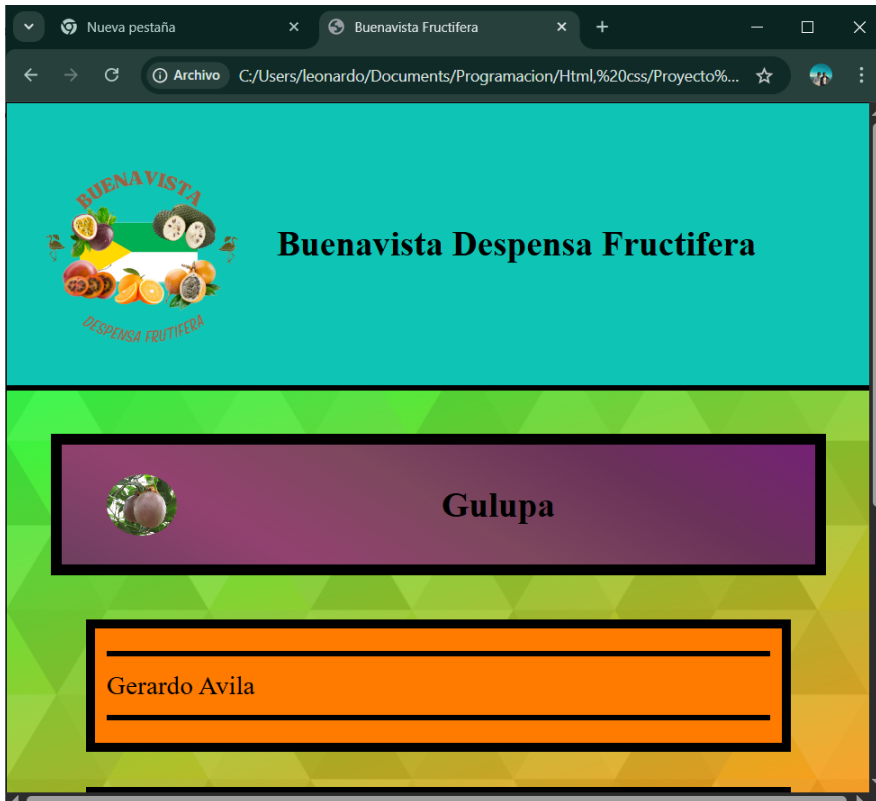 Nueva pestaña
Buenavista Fructifera
Archivo C:/Users/leonardo/Documents/Programacion/Html,%20css/Proyecto%...
BUENAVISTA
DESPENSA FRUTIFERA
Buenavista Despensa Fructifera
Gulupa
Gerardo Avila